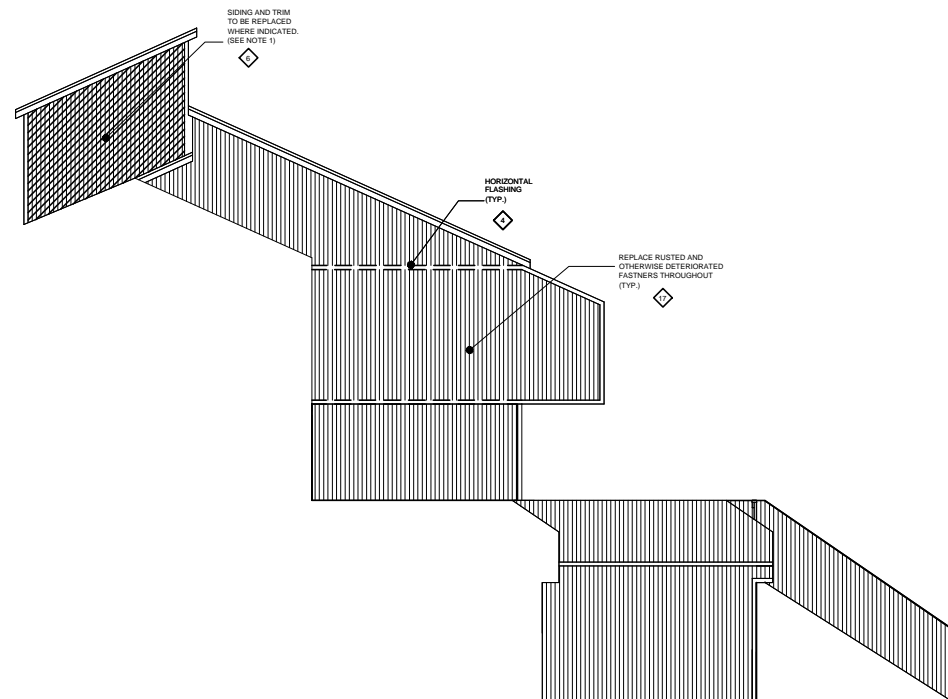 SIDING AND TRIM
TO BE REPLACED
WHERE INDICATED.
(SEE NOTE 1)
6
HORIZONTAL
FLASHING
(TYP.)
4
REPLACE RUSTED AND
OTHERWISE DETERIORATED
FASTNERS THROUGHOUT
(TYP.)
17